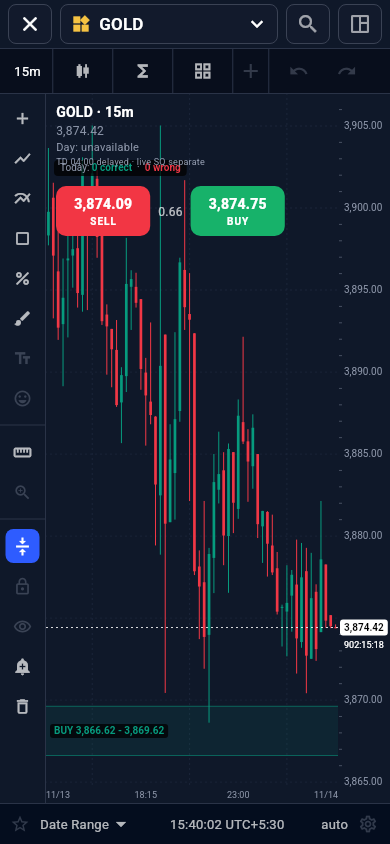 GOLD
15m
GOLD · 15m
3,874.42
Day: unavailable
TD 04:00 delayed · live SQ separate
Today: 0 correct · 0 wrong
3,874.09
SELL
0.66
3,874.75
BUY
3,905.00
3,900.00
3,895.00
3,890.00
3,885.00
3,880.00
3,874.42
902:15:18
3,870.00
3,865.00
BUY 3,866.62 - 3,869.62
11/13
18:15
23:00
11/14
Date Range
15:40:02 UTC+5:30
auto